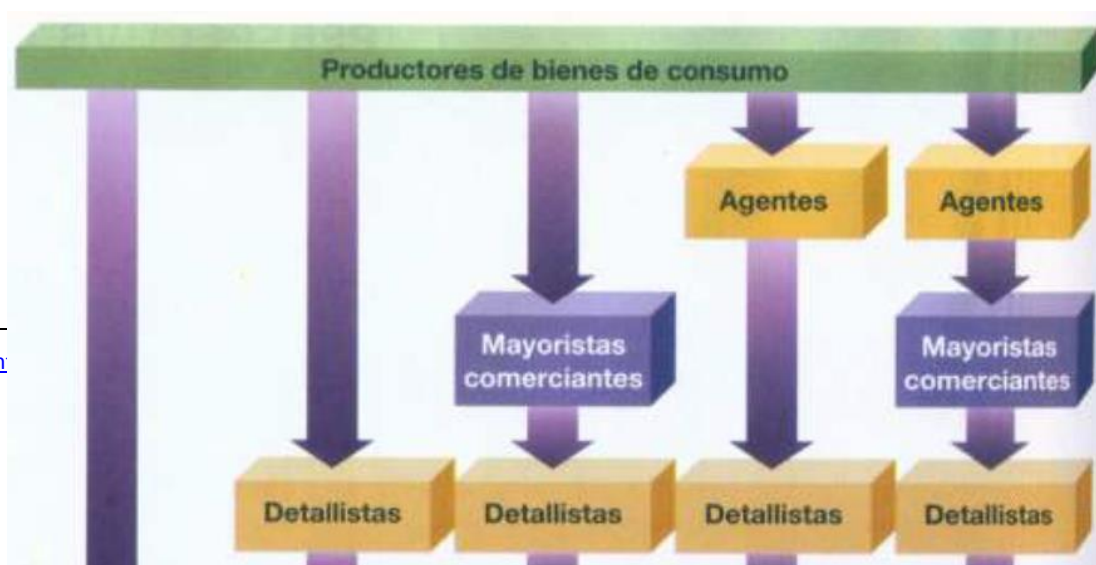 Productores de bienes de consumo
Agentes
Agentes
Mayoristas
comerciantes
Mayoristas
comerciantes
Detallistas
Detallistas
Detallistas
Detallistas